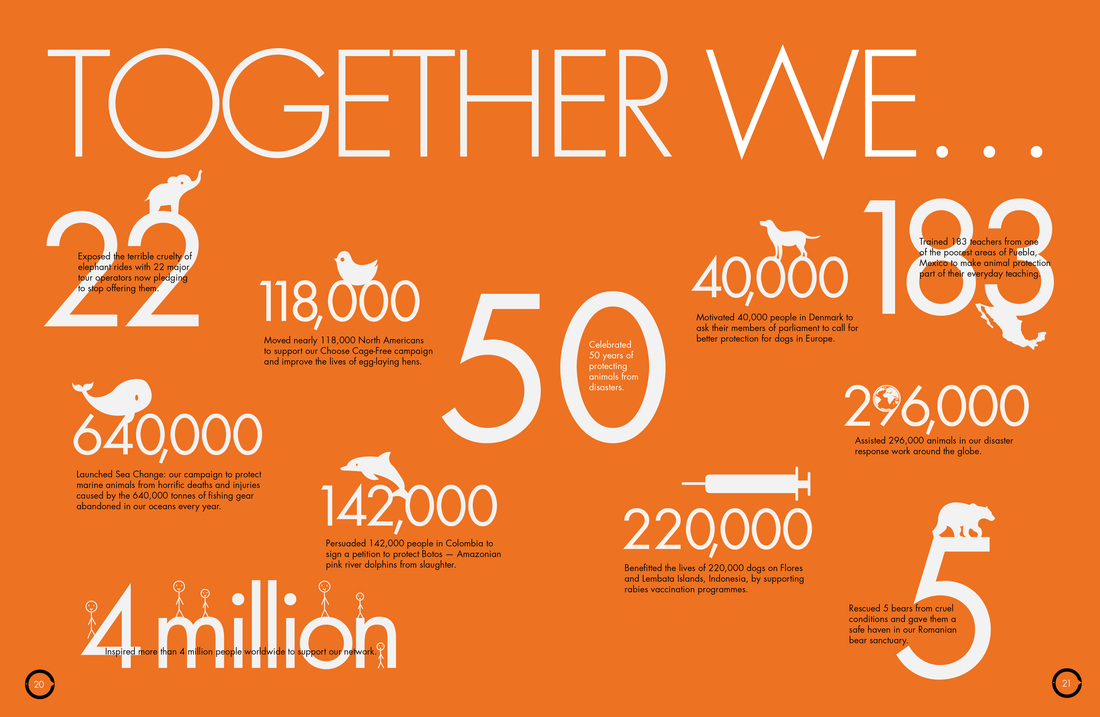 TOGETHER WE...
22
Exposed the terrible cruelty of
elephant rides with 22 major
tour operators now pledging
to stop offering them.
118,000
Moved nearly 118,000 North Americans
to support our Choose Cage-Free campaign
and improve the lives of egg-laying hens.
50
Celebrated
50 years of
protecting
animals from
disasters.
40,000
Motivated 40,000 people in Denmark to
ask their members of parliament to call for
better protection for dogs in Europe.
183
Trained 183 teachers from one
of the poorest areas of Puebla,
Mexico to make animal protection
part of their everyday teaching.
640,000
Launched Sea Change: our campaign to protect
marine animals from horrific deaths and injuries
caused by the 640,000 tonnes of fishing gear
abandoned in our oceans every year.
142,000
Persuaded 142,000 people in Colombia to
sign a petition to protect Botos — Amazonian
pink river dolphins from slaughter.
296,000
Assisted 296,000 animals in our disaster
response work around the globe.
220,000
Benefitted the lives of 220,000 dogs on Flores
and Lembata Islands, Indonesia, by supporting
rabies vaccination programmes.
4 million
Inspired more than 4 million people worldwide to support our network.
5
Rescued 5 bears from cruel
conditions and gave them a
safe haven in our Romanian
bear sanctuary.
20
21